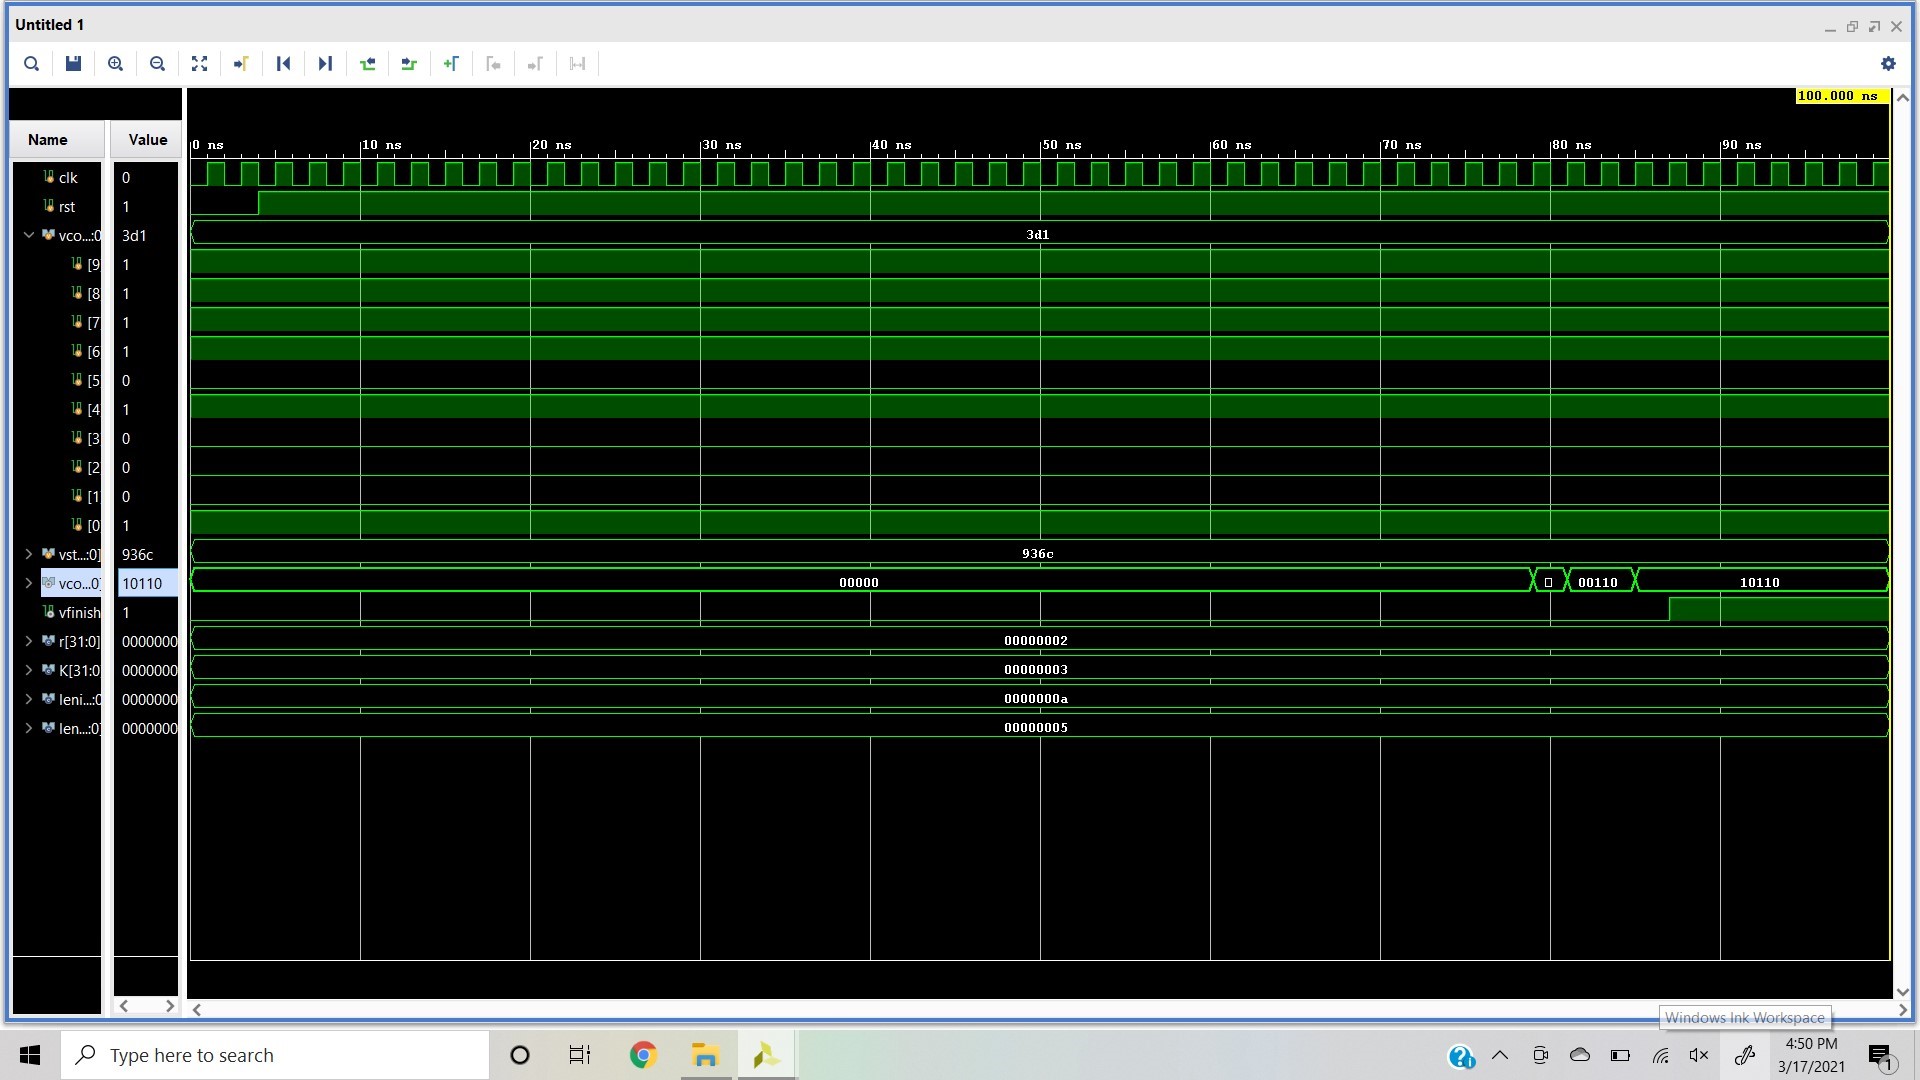 Untitled 1
100.000 ns
Name Value
0 ns 10 ns 20 ns 30 ns 40 ns 50 ns 60 ns 70 ns 80 ns 90 ns
clk 0
rst 1
vco...:0 3d1 3d1
[9] 1
[8 1
[7] 1
[6 1
[5] 0
[4 1
[3] 0
[2 0
[1] 0
[0] 1
vst...:0] 936c 936c
vco...0] 10110 00000 00110 10110
vfinish 1
r[31:0] 0000000 00000002
K[31:0 0000000 00000003
leni...:0 0000000 0000000a
len...:0] 0000000 00000005
Windows Ink Workspace
Type here to search
4:50 PM
3/17/2021
1